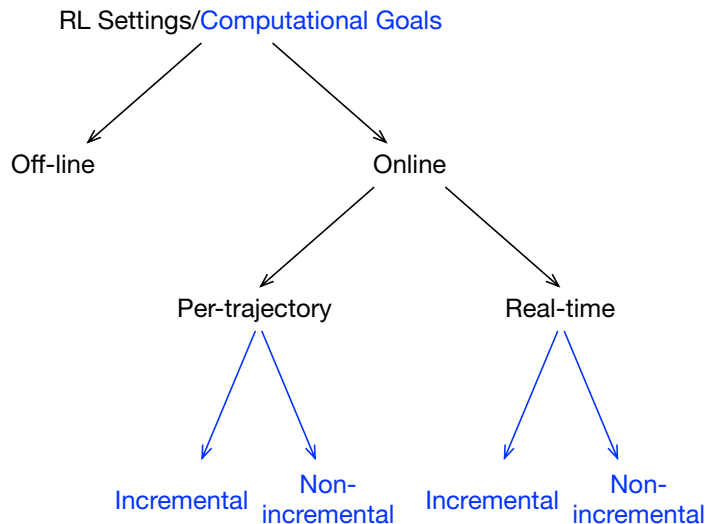 RL Settings/Computational Goals
Off-line
Online
Per-trajectory
Real-time
Incremental
Non-
incremental
Incremental
Non-
incremental